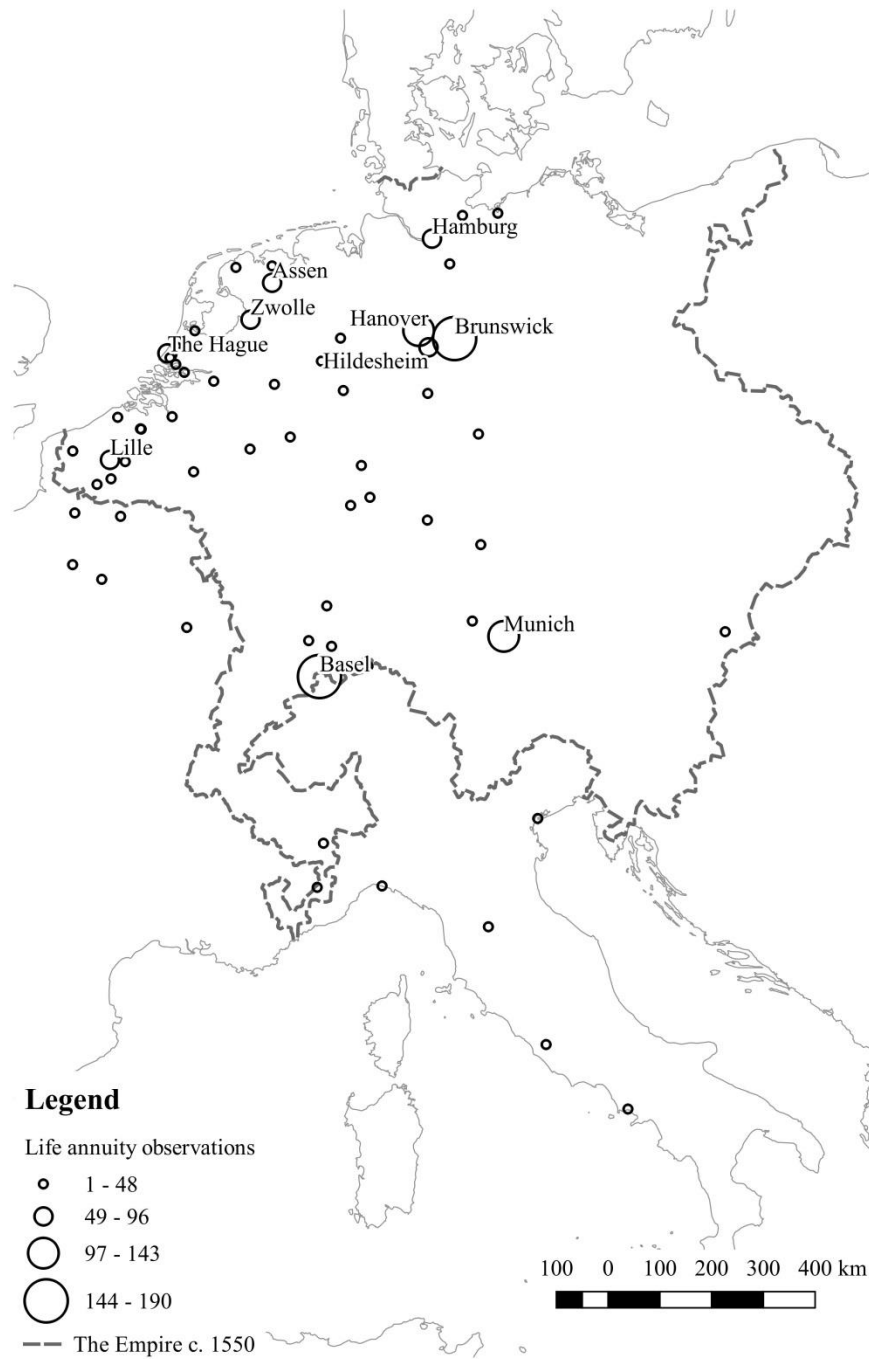 Hamburg
Assen
Zwolle
Hanover
Brunswick
The Hague
Hildesheim
Lille
Munich
Basel
Legend
Life annuity observations
1 - 48
49 - 96
97 - 143
144 - 190
The Empire c. 1550
100 0 100 200 300 400 km